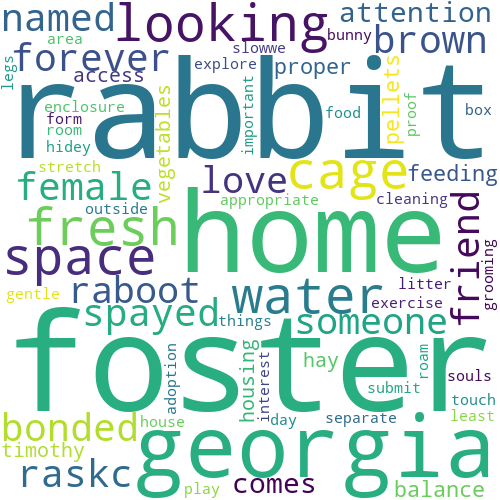 named looking attention
area slowwe bunny brown
forever explore proper
legs access
rabbit
enclosure important pellets food proof box
form vegetables
room
hidey
stretch love cage feeding
female appropriate cleaning
fresh home friend
outside
space water litter grooming
gentle raboot exercise
spayed things someone
adoption housing interest hay roam souls
foster submit touch
bonded house day separate least
timothy georgia
raskc play comes balance